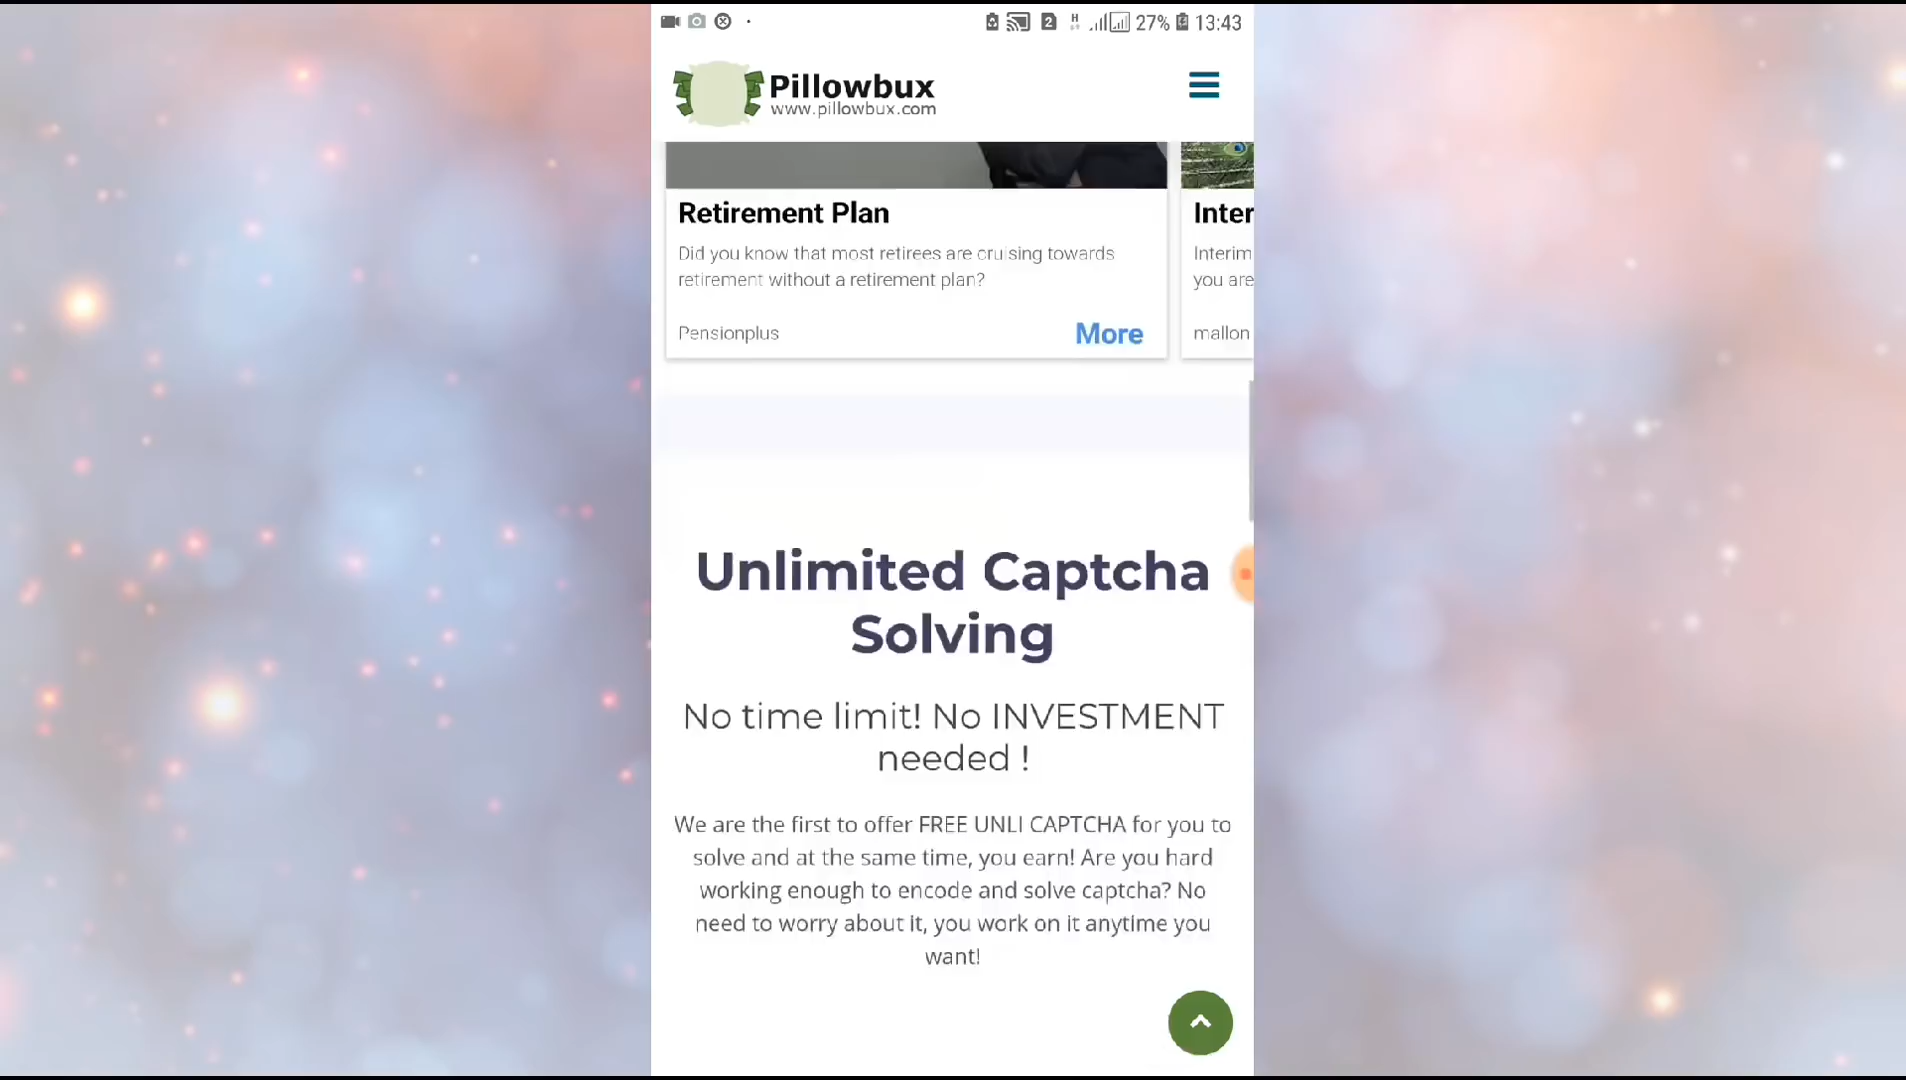 2 H 27% 13:43
Pillowbux
www.pillowbux.com
Retirement Plan
Did you know that most retirees are cruising towards
retirement without a retirement plan?
Pensionplus
More
Inter
Interim
you are
mallon
Unlimited Captcha
Solving
No time limit! No INVESTMENT
needed !
We are the first to offer FREE UNLI CAPTCHA for you to
solve and at the same time, you earn! Are you hard
working enough to encode and solve captcha? No
need to worry about it, you work on it anytime you
want!